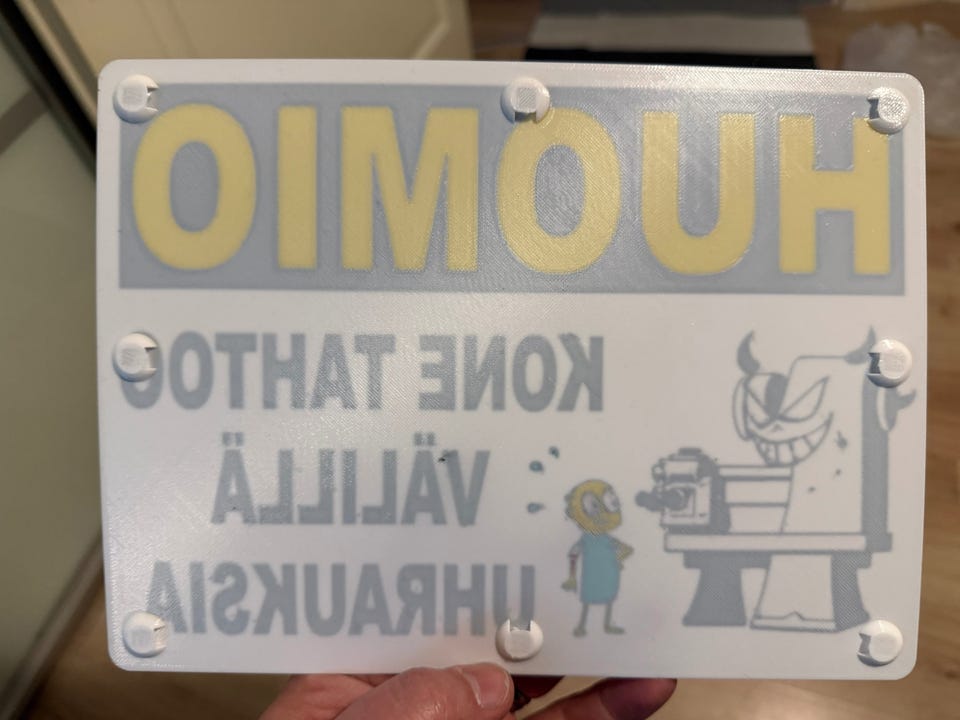 HUOMIO
KONE TAHTOO
VÄLILLÄ
UHRAUKSIA